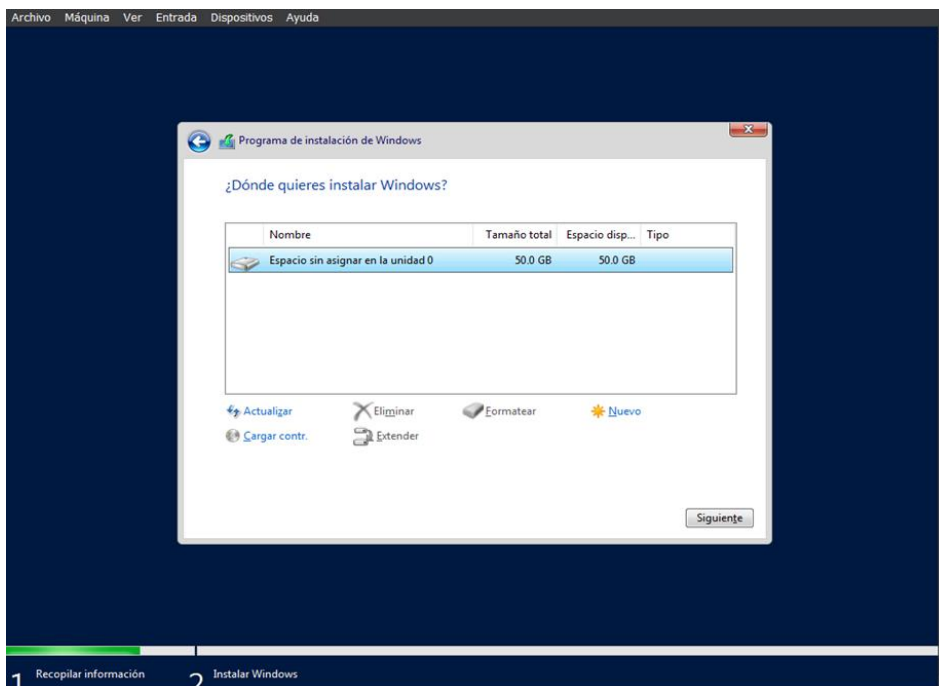 Archivo Máquina Ver Entrada Dispositivos Ayuda
Programa de instalación de Windows
¿Dónde quieres instalar Windows?
Nombre Tamaño total Espacio disp... Tipo
Espacio sin asignar en la unidad 0 50.0 GB 50.0 GB
Actualizar Eliminar Formatear Nuevo
Cargar contr. Extender
Siguiente
1 Recopilar información 2 Instalar Windows